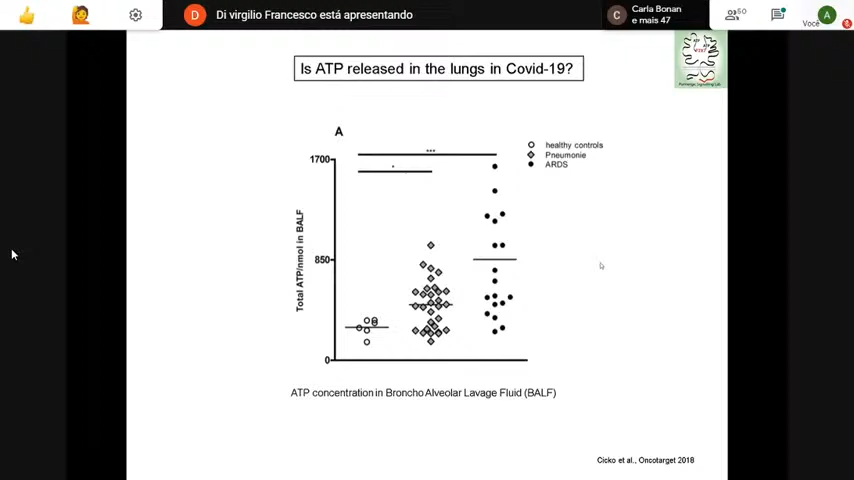 D Di virgilio Francesco está apresentando
C Carla Bonan
e mais 47
50
Você
A
Is ATP released in the lungs in Covid-19?
A
***
*
healthy controls
Pneumonie
ARDS
1700
850
0
Total ATP/nmol in BALF
ATP concentration in Broncho Alveolar Lavage Fluid (BALF)
Cicko et al., Oncotarget 2018